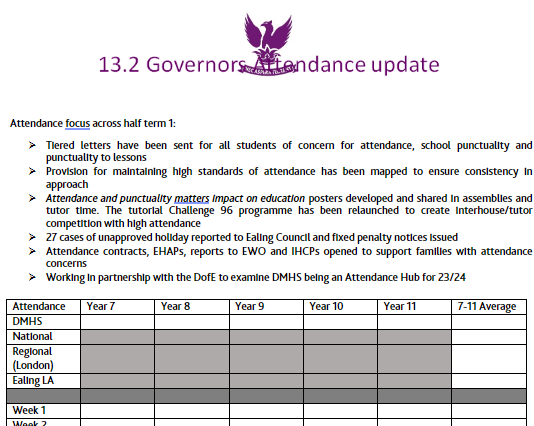 13.2 Governors Attendance update
Attendance focus across half term 1:
➢ Tiered letters have been sent for all students of concern for attendance, school punctuality and
punctuality to lessons
➢ Provision for maintaining high standards of attendance has been mapped to ensure consistency in
approach
➢ Attendance and punctuality matters impact on education posters developed and shared in assemblies and
tutor time. The tutorial Challenge 96 programme has been relaunched to create interhouse/tutor
competition with high attendance
➢ 27 cases of unapproved holiday reported to Ealing Council and fixed penalty notices issued
➢ Attendance contracts, EHAPs, reports to EWO and IHCPs opened to support families with attendance
concerns
➢ Working in partnership with the DofE to examine DMHS being an Attendance Hub for 23/24
Attendance Year 7 Year 8 Year 9 Year 10 Year 11 7-11 Average
DMHS
National
Regional
(London)
Ealing LA
Week 1
Week 2